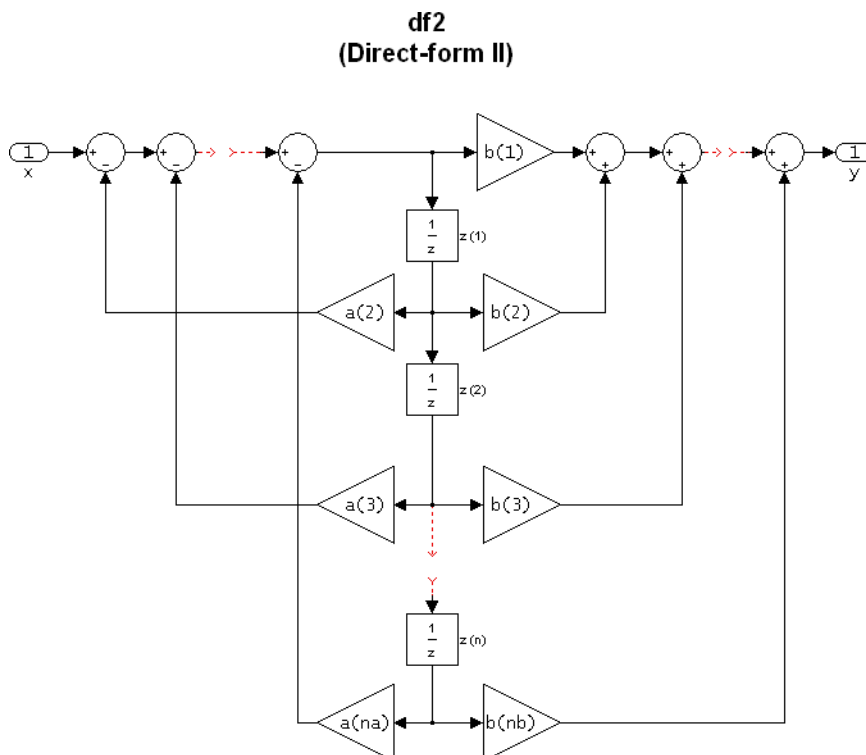 df2
(Direct-form II)
1
x
+
-
+
-
+
-
b(1)
+
+
+
+
+
+
1
y
1
z
z(1)
a(2)
b(2)
1
z
z(2)
a(3)
b(3)
1
z
z(n)
a(na)
b(nb)